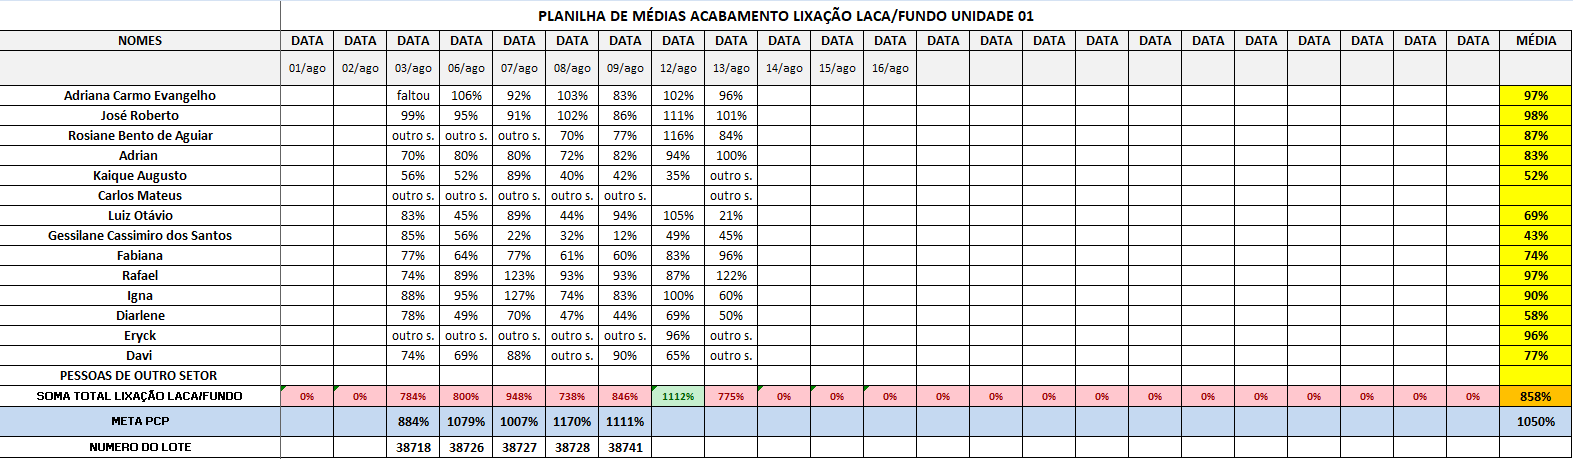 PLANILHA DE MÉDIAS ACABAMENTO LIXAÇÃO LACA/FUNDO UNIDADE 01
NOMES DATA DATA DATA DATA DATA DATA DATA DATA DATA DATA DATA DATA DATA DATA DATA DATA DATA DATA DATA DATA DATA DATA DATA MÉDIA
01/ago 02/ago 03/ago 06/ago 07/ago 08/ago 09/ago 12/ago 13/ago 14/ago 15/ago 16/ago
Adriana Carmo Evangelho faltou 106% 92% 103% 83% 102% 96% 97%
José Roberto 99% 95% 91% 102% 86% 111% 101% 98%
Rosiane Bento de Aguiar outro s. outro s. outro s. 70% 77% 116% 84% 87%
Adrian 70% 80% 80% 72% 82% 94% 100% 83%
Kaique Augusto 56% 52% 89% 40% 42% 35% outro s. 52%
Carlos Mateus outro s. outro s. outro s. outro s. outro s. outro s.
Luiz Otávio 83% 45% 89% 44% 94% 105% 21% 69%
Gessilane Cassimiro dos Santos 85% 56% 22% 32% 12% 49% 45% 43%
Fabiana 77% 64% 77% 61% 60% 83% 96% 74%
Rafael 74% 89% 123% 93% 93% 87% 122% 97%
Igna 88% 95% 127% 74% 83% 100% 60% 90%
Diarlene 78% 49% 70% 47% 44% 69% 50% 58%
Eryck outro s. outro s. outro s. outro s. outro s. 96% outro s. 96%
Davi 74% 69% 88% outro s. 90% 65% outro s. 77%
PESSOAS DE OUTRO SETOR
SOMA TOTAL LIXAÇÃO LACA/FUNDO 0% 0% 784% 800% 948% 738% 846% 1112% 775% 0% 0% 0% 0% 0% 0% 0% 0% 0% 0% 0% 0% 0% 0% 858%
META PCP 884% 1079% 1007% 1170% 1111% 1050%
NUMERO DO LOTE 38718 38726 38727 38728 38741